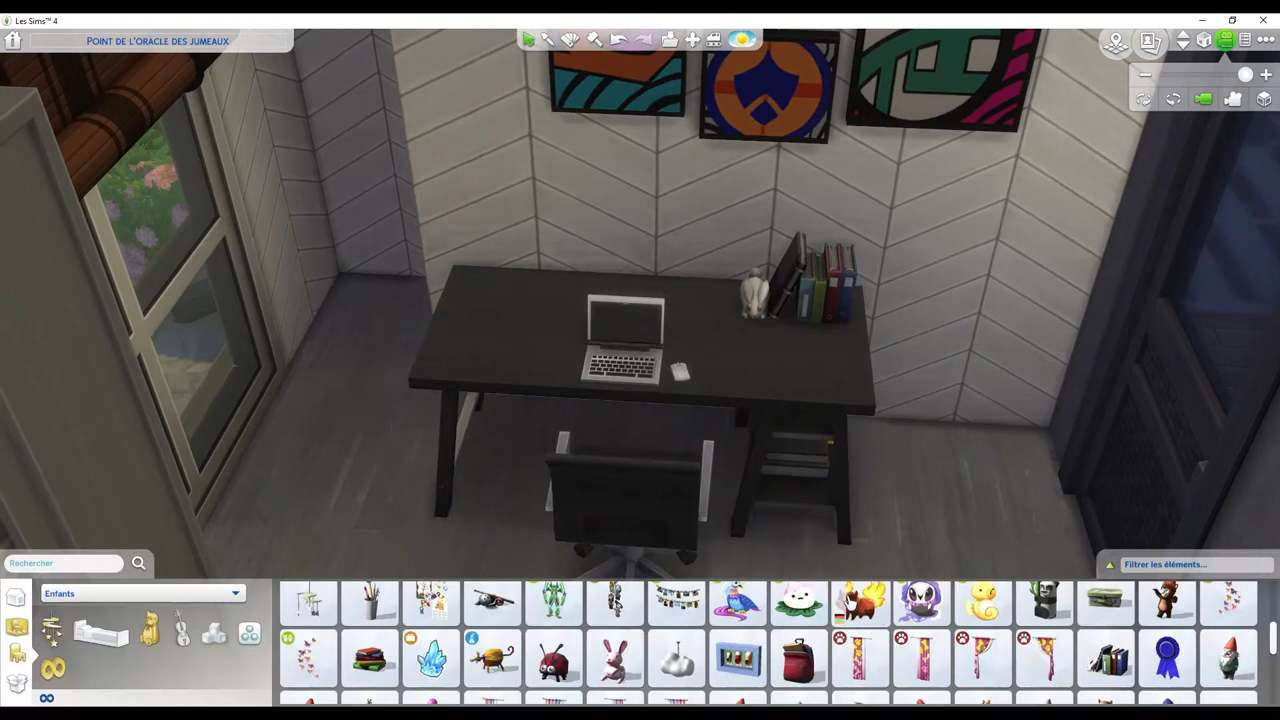 Les Sims™ 4
POINT DE L'ORACLE DES JUMEAUX
Rechercher
Filtrer les éléments...
Enfants